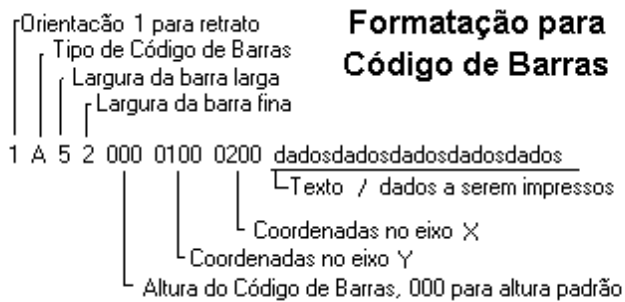 Formatação para
Código de Barras
Orientacão 1 para retrato
Tipo de Código de Barras
Largura da barra larga
Largura da barra fina
1 A 5 2 000 0100 0200 dadosdadosdadosdadosdados
Texto / dados a serem impressos
Coordenadas no eixo X
Coordenadas no eixo Y
Altura do Código de Barras, 000 para altura padrão